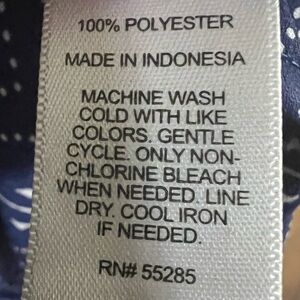 100% POLYESTER
MADE IN INDONESIA
MACHINE WASH
COLD WITH LIKE
COLORS. GENTLE
CYCLE. ONLY NON-
CHLORINE BLEACH
WHEN NEEDED. LINE
DRY. COOL IRON
IF NEEDED.
RN# 55285